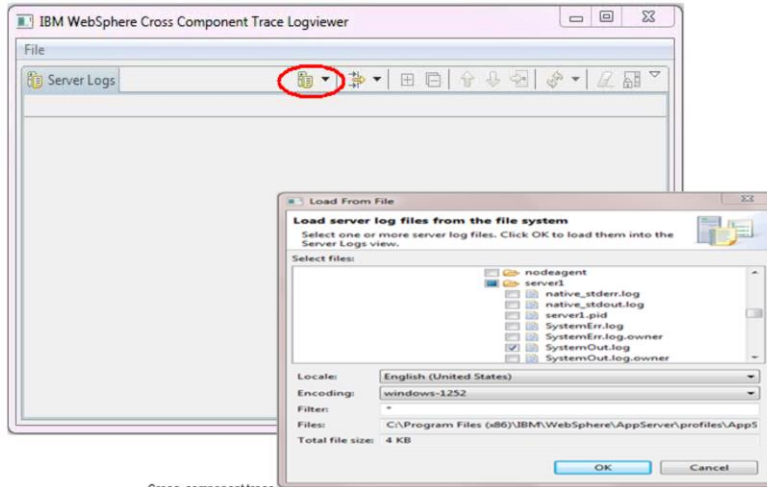 IBM WebSphere Cross Component Trace Logviewer
File
Server Logs
Load From File
Load server log files from the file system
Select one or more server log files. Click OK to load them into the
Server Logs view.
Select files:
nodeagent
server1
native_stderr.log
native_stdout.log
server1.pid
SystemErr.log
SystemErr.log.owner
SystemOut.log
SystemOut.log.owner
Locale: English (United States)
Encoding: windows-1252
Filter: *
Files: C:\Program Files (x86)\IBM\WebSphere\AppServer\profiles\AppS
Total file size: 4 KB
OK Cancel
Cross-component trace